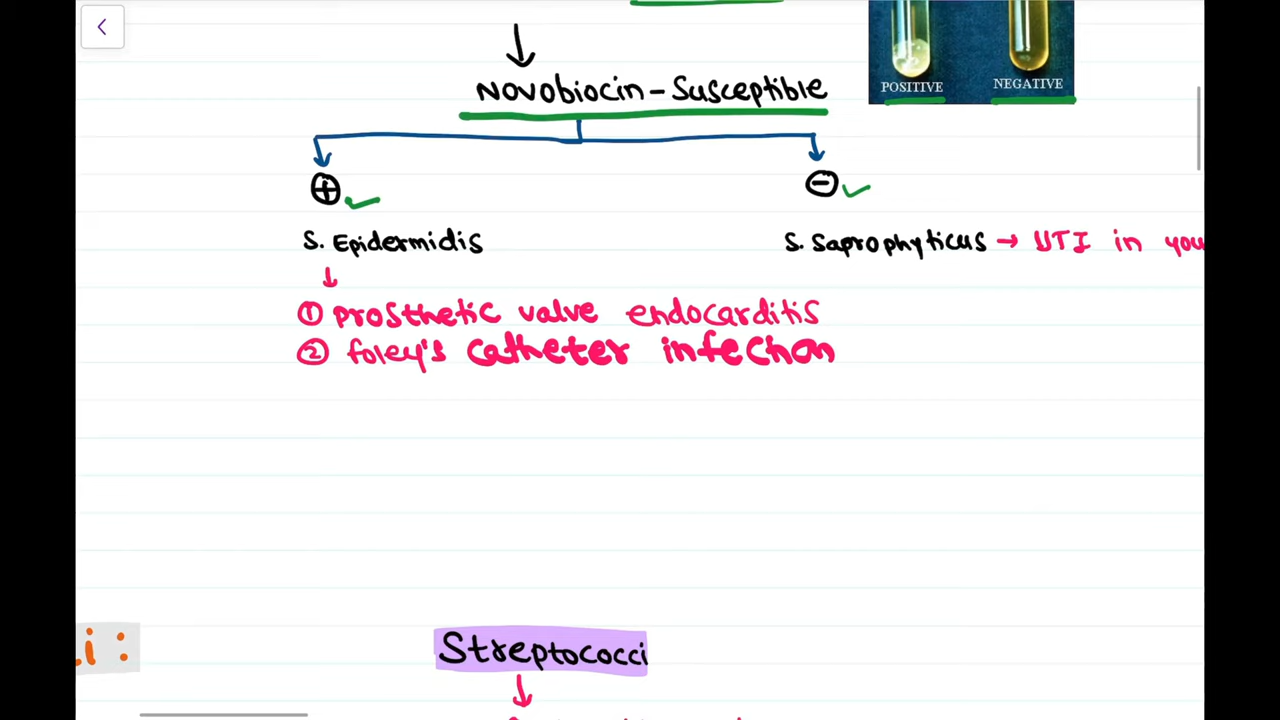 POSITIVE
NEGATIVE
Novobiocin-Susceptible
+
-
S. Epidermidis
S. Saprophyticus → UTI in you
① prosthetic valve endocarditis
② foley's catheter infection
i :
Streptococci